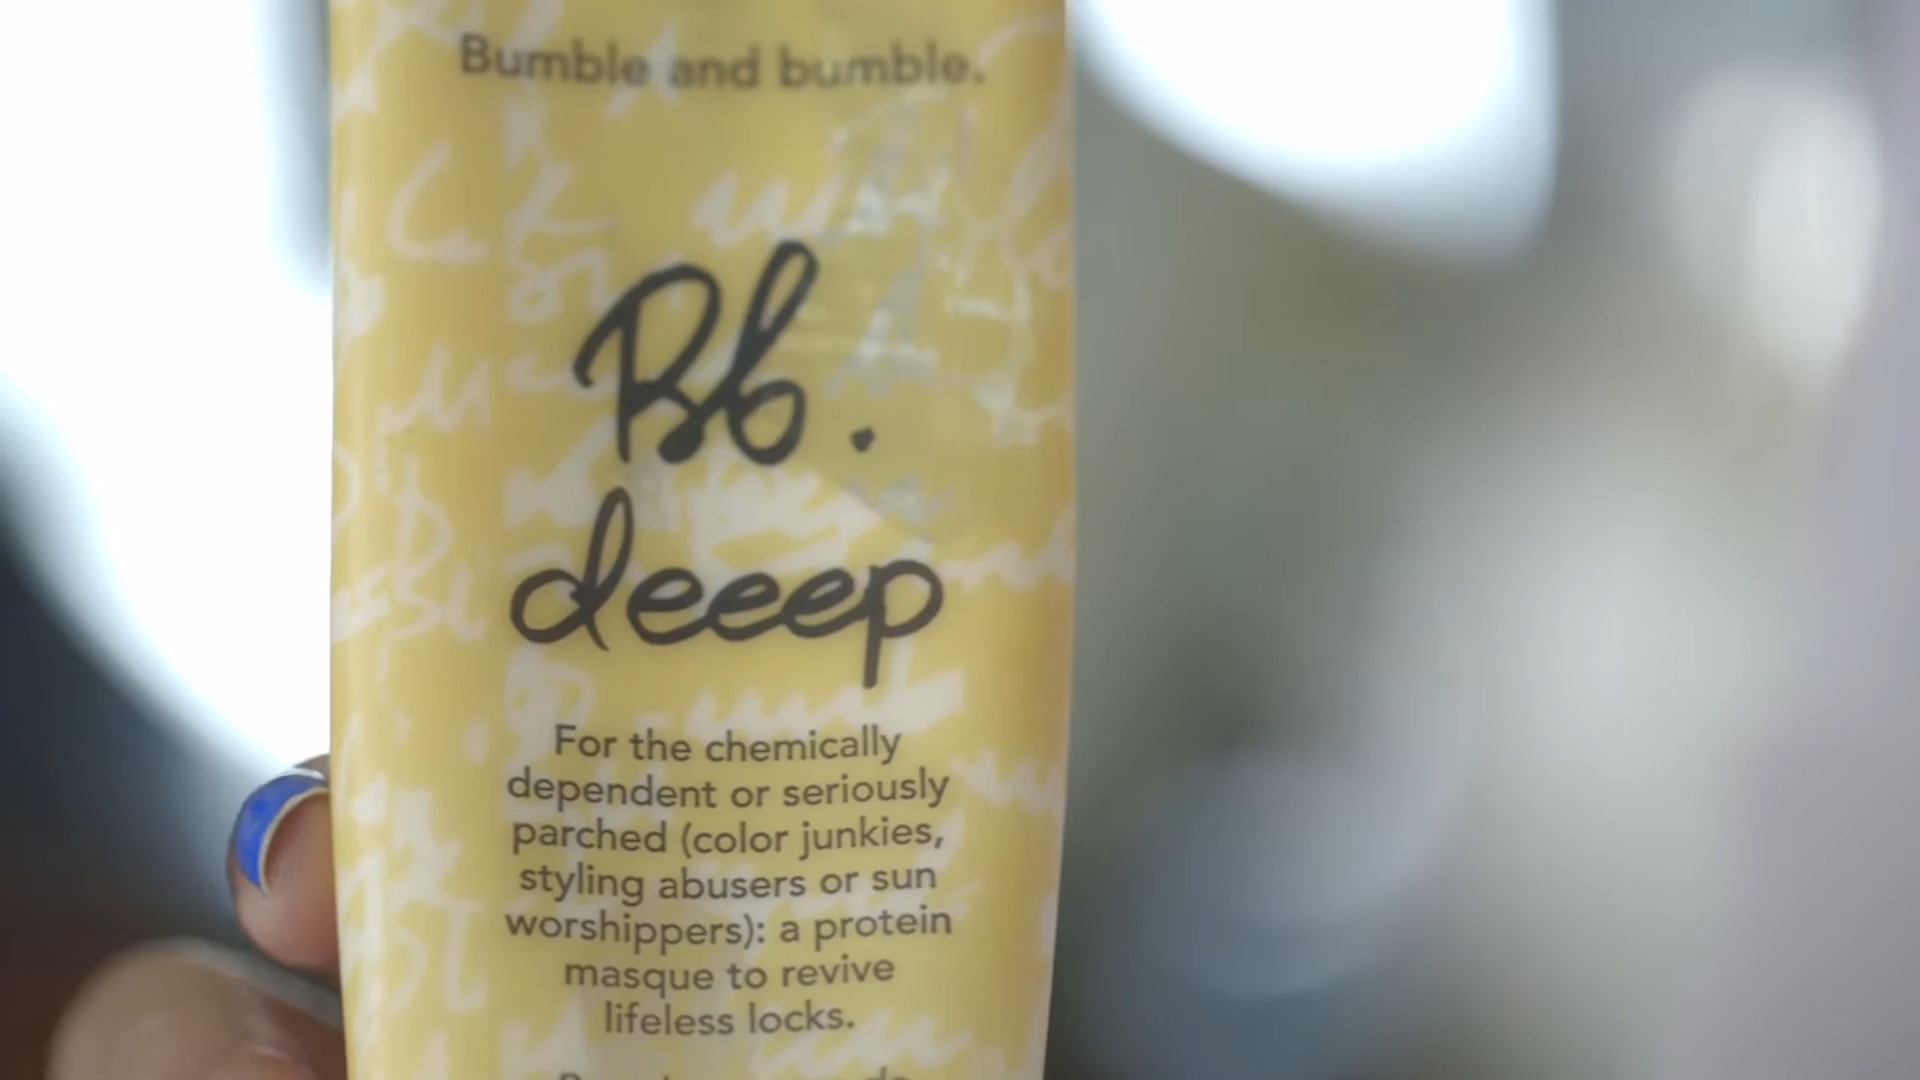 Bumble and bumble.
Bb.
deeep
For the chemically
dependent or seriously
parched (color junkies,
styling abusers or sun
worshippers): a protein
masque to revive
lifeless locks.